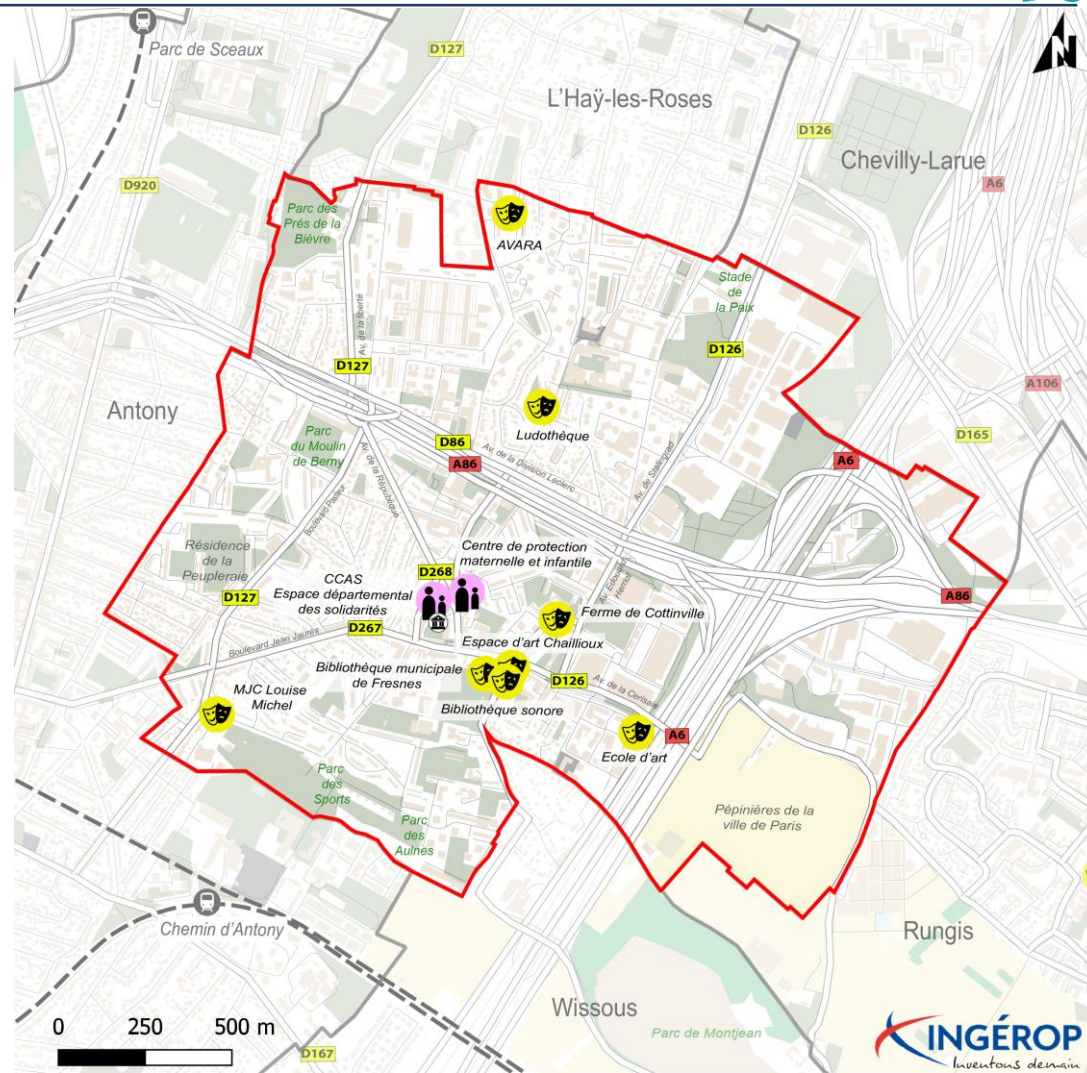 Parc de Sceaux
D127
N
L'Haÿ-les-Roses
D126
Chevilly-Larue
D920
A6
Parc des
Prés de la
Bièvre
AVARA
Stade
de
la Paix
Av. de la liberté
D127
D126
A106
Antony
Ludothèque
D165
Parc
du Moulin
de Berny
D86
A86
Av. de la Division Leclerc
A6
Av. de la République
Av. de Stalingrad
Boulevard Pasteur
Résidence
de la
Peupleraie
Centre de protection
maternelle et infantile
CCAS
Espace départemental
des solidarités
D268
Av. Edouard
Herriot
A86
D127
Ferme de Cottinville
D267
Boulevard Jean Jaurès
Espace d'art Chaillioux
Bibliothèque municipale
de Fresnes
D126
Av. de la Cerisaie
MJC Louise
Michel
Bibliothèque sonore
A6
Ecole d'art
Parc
des
Sports
Pépinières de la
ville de Paris
Parc
des
Aulnes
Chemin d'Antony
Rungis
Wissous
0 250 500 m
Parc de Montjean
D167
INGÉROP
Inventons demain